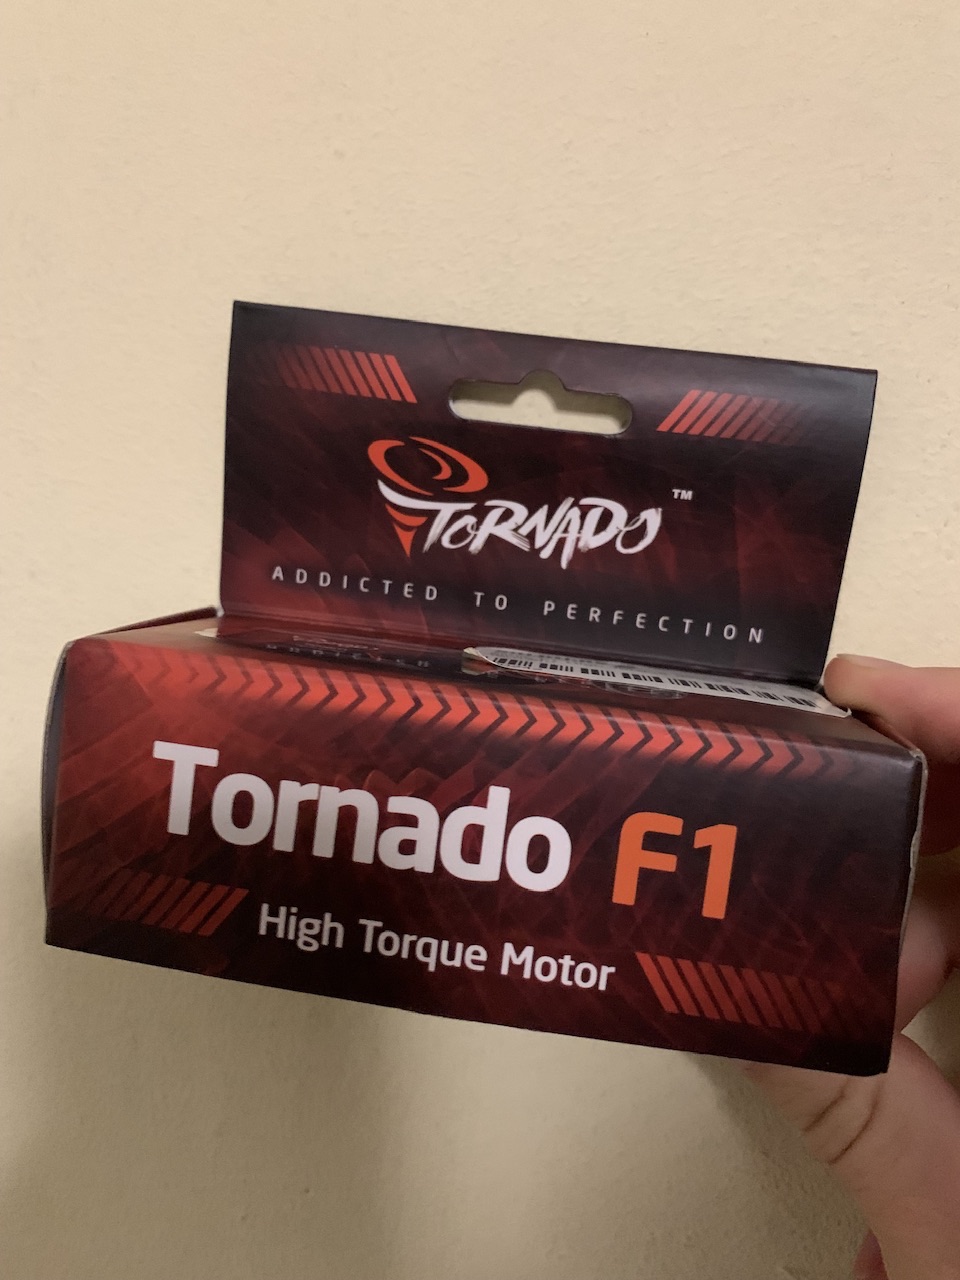 TORNADO™
ADDICTED TO PERFECTION
Tornado F1
High Torque Motor